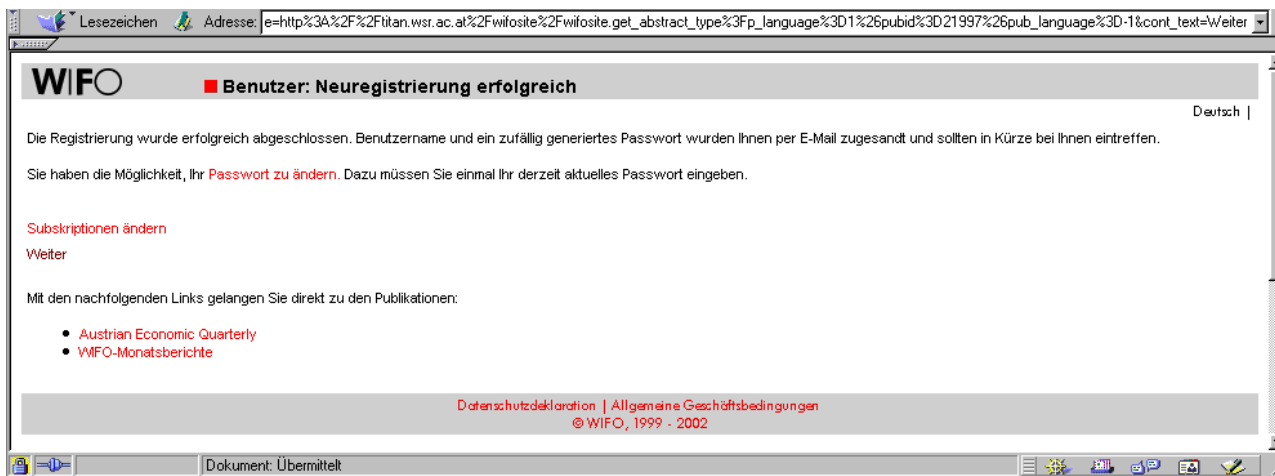 Lesezeichen Adresse: e=http%3A%2F%2Ftitan.wsr.ac.at%2Fwifosite%2Fwifosite.get_abstract_type%3Fp_language%3D1%26pubid%3D21997%26pub_language%3D-1&cont_text=Weiter
WIFO Benutzer: Neuregistrierung erfolgreich
Deutsch |
Die Registrierung wurde erfolgreich abgeschlossen. Benutzername und ein zufällig generiertes Passwort wurden Ihnen per E-Mail zugesandt und sollten in Kürze bei Ihnen eintreffen.
Sie haben die Möglichkeit, Ihr Passwort zu ändern. Dazu müssen Sie einmal Ihr derzeit aktuelles Passwort eingeben.
Subskriptionen ändern
Weiter
Mit den nachfolgenden Links gelangen Sie direkt zu den Publikationen:
• Austrian Economic Quarterly
• WIFO-Monatsberichte
Datenschutzdeklaration | Allgemeine Geschäftsbedingungen
© WIFO, 1999 - 2002
Dokument: Übermittelt